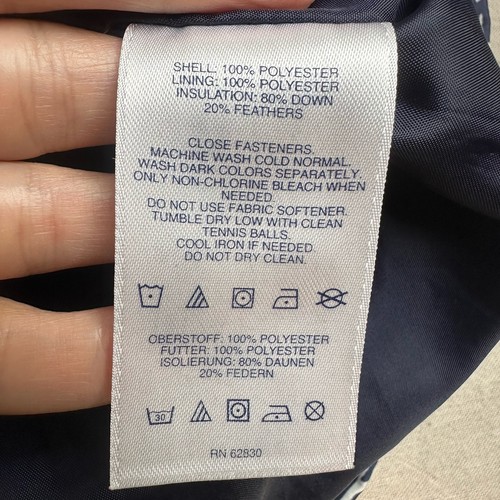 SHELL: 100% POLYESTER
LINING: 100% POLYESTER
INSULATION: 80% DOWN
20% FEATHERS
CLOSE FASTENERS.
MACHINE WASH COLD NORMAL.
WASH DARK COLORS SEPARATELY.
ONLY NON-CHLORINE BLEACH WHEN
NEEDED.
DO NOT USE FABRIC SOFTENER.
TUMBLE DRY LOW WITH CLEAN
TENNIS BALLS.
COOL IRON IF NEEDED.
DO NOT DRY CLEAN.
OBERSTOFF: 100% POLYESTER
FUTTER: 100% POLYESTER
ISOLIERUNG: 80% DAUNEN
20% FEDERN
30
RN 62830